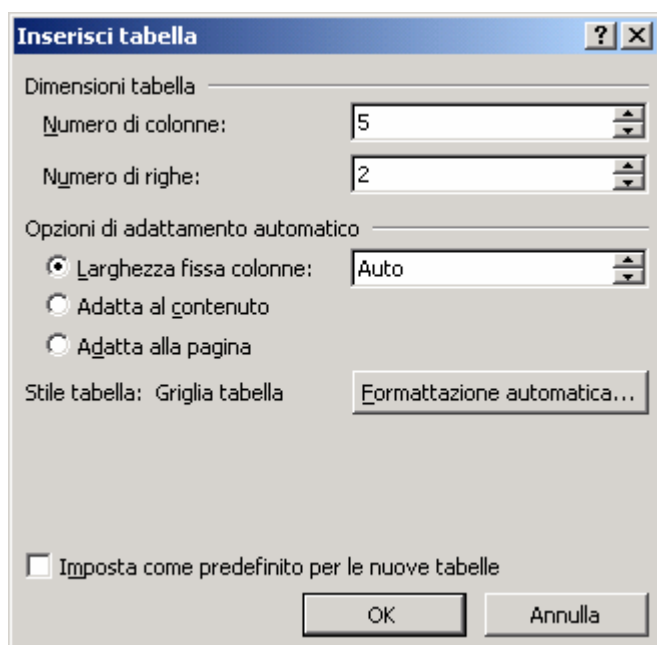 Inserisci tabella
Dimensioni tabella
Numero di colonne: 5
Numero di righe: 2
Opzioni di adattamento automatico
Larghezza fissa colonne: Auto
Adatta al contenuto
Adatta alla pagina
Stile tabella: Griglia tabella Formattazione automatica...
Imposta come predefinito per le nuove tabelle
OK Annulla